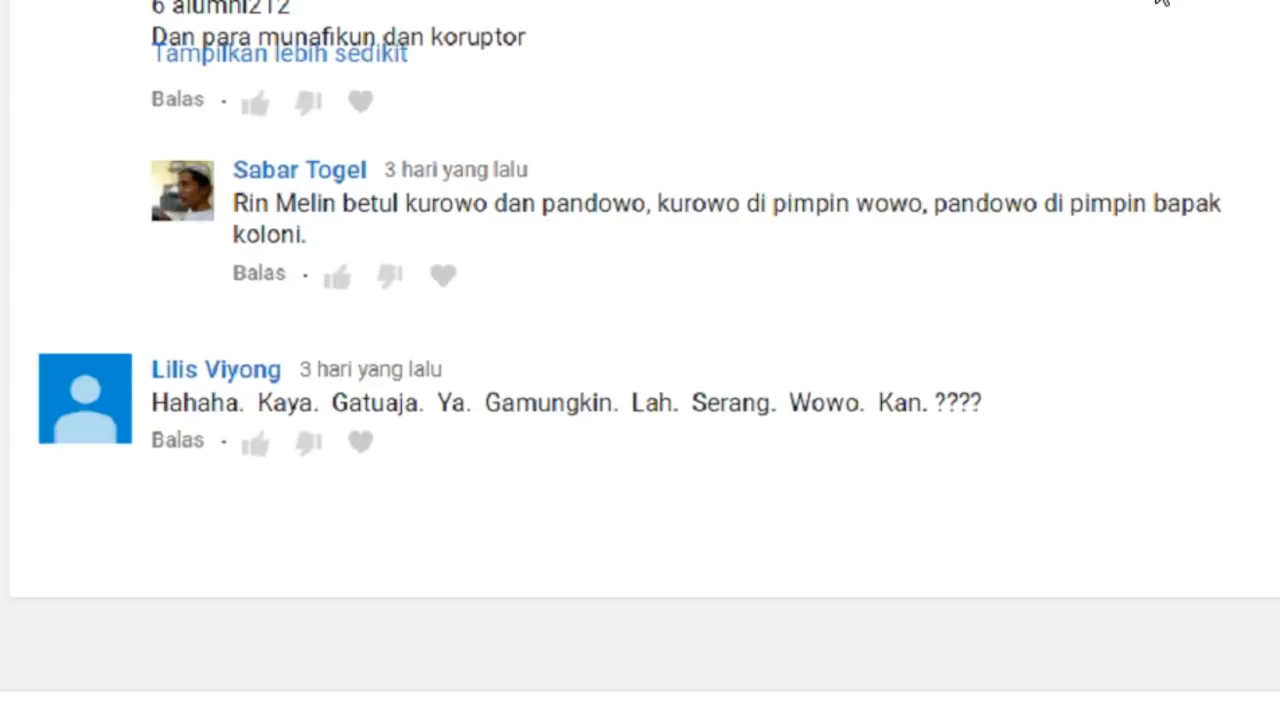 6 alumni212
Dan para munafikun dan koruptor
Tampilkan lebih sedikit
Balas ·
Sabar Togel 3 hari yang lalu
Rin Melin betul kurowo dan pandowo, kurowo di pimpin wowo, pandowo di pimpin bapak
koloni.
Balas ·
Lilis Viyong 3 hari yang lalu
Hahaha. Kaya. Gatuaja. Ya. Gamungkin. Lah. Serang. Wowo. Kan. ????
Balas ·